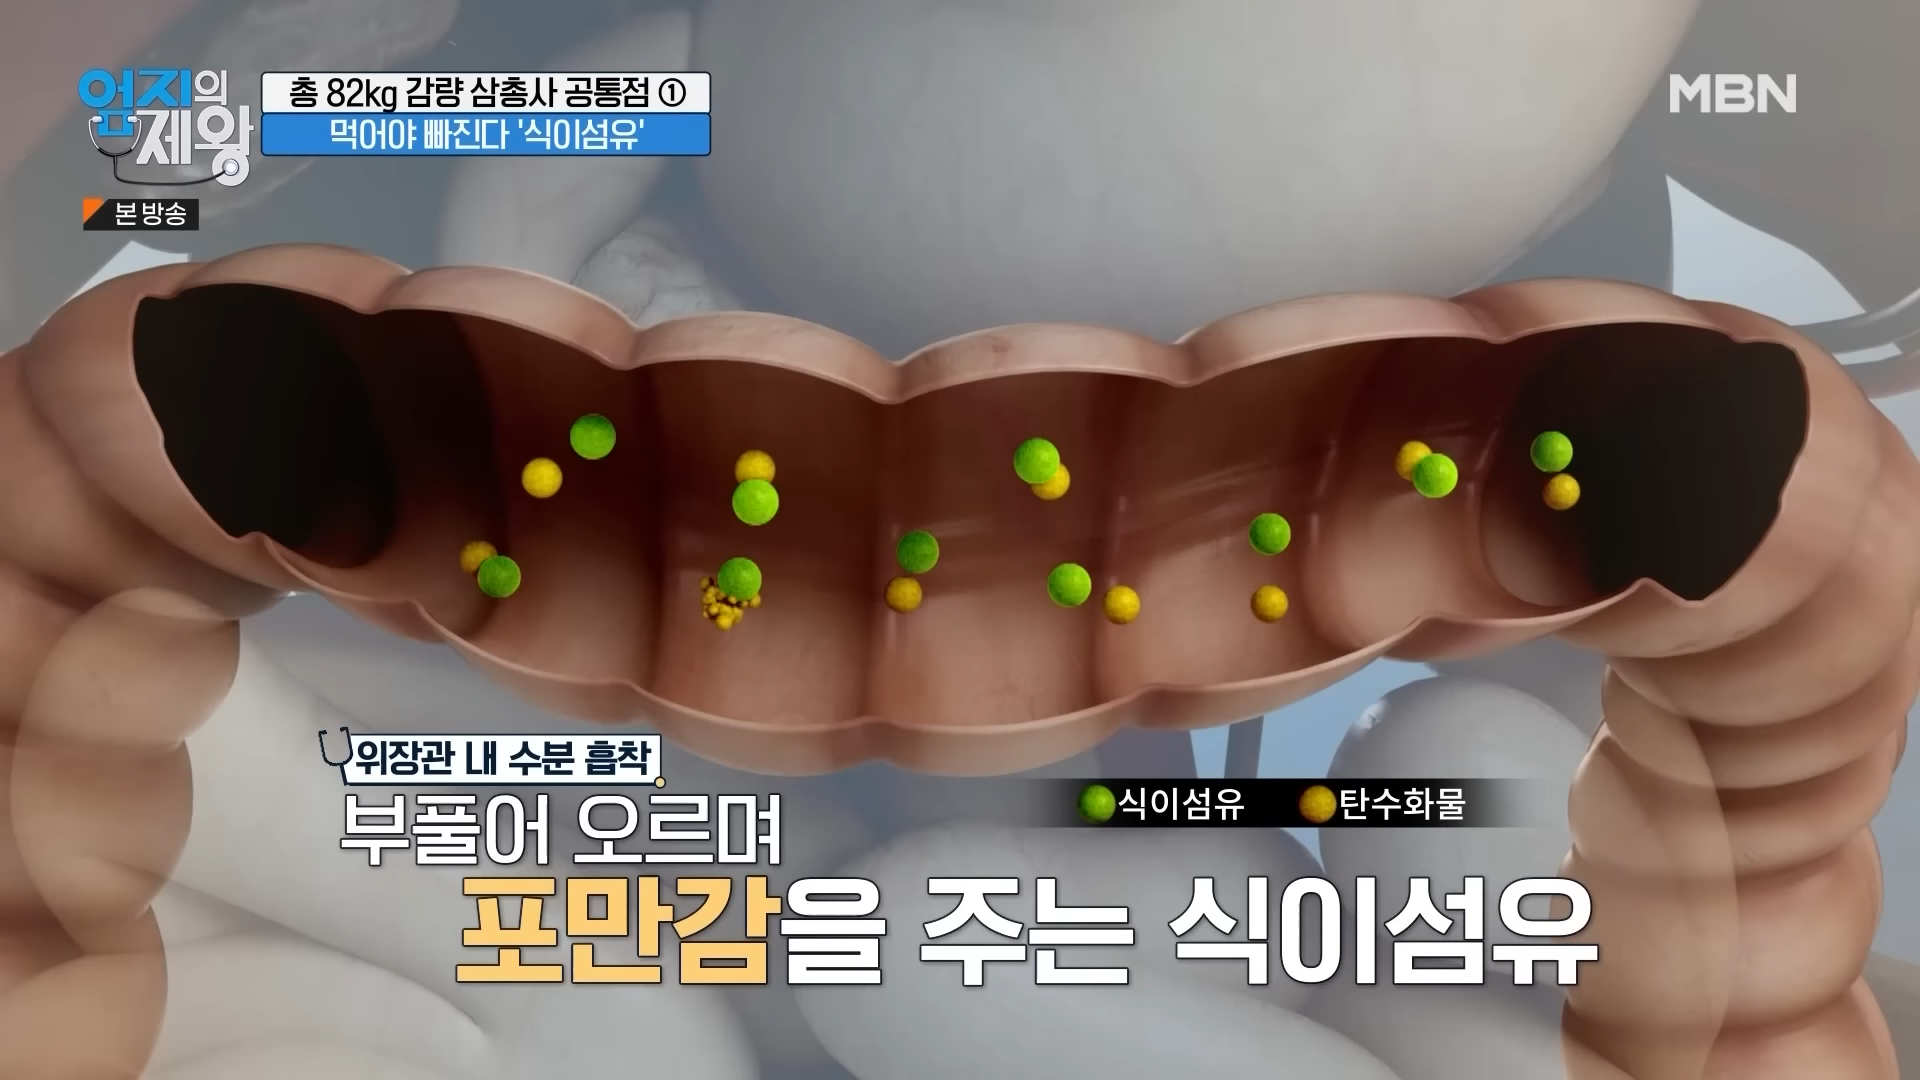 엄지의 제왕
총 82kg 감량 삼총사 공통점 ①
먹어야 빠진다 '식이섬유'
본 방송
MBN
위장관 내 수분 흡착
부풀어 오르며
식이섬유 탄수화물
포만감을 주는 식이섬유